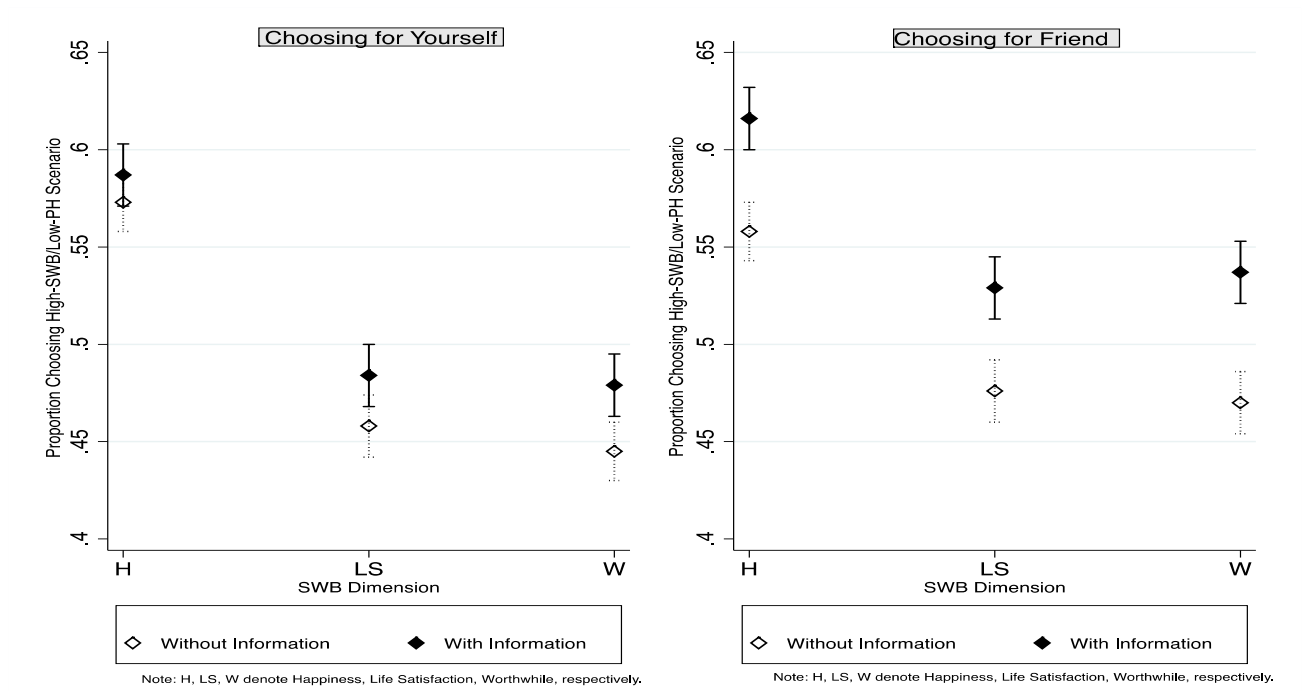 Choosing for Yourself
Proportion Choosing High-SWB/Low-PH Scenario
.65
.6
.55
.5
.45
.4
H LS W
SWB Dimension
Without Information With Information
Note: H, LS, W denote Happiness, Life Satisfaction, Worthwhile, respectively.
Choosing for Friend
Proportion Choosing High-SWB/Low-PH Scenario
.65
.6
.55
.5
.45
.4
H LS W
SWB Dimension
Without Information With Information
Note: H, LS, W denote Happiness, Life Satisfaction, Worthwhile, respectively.